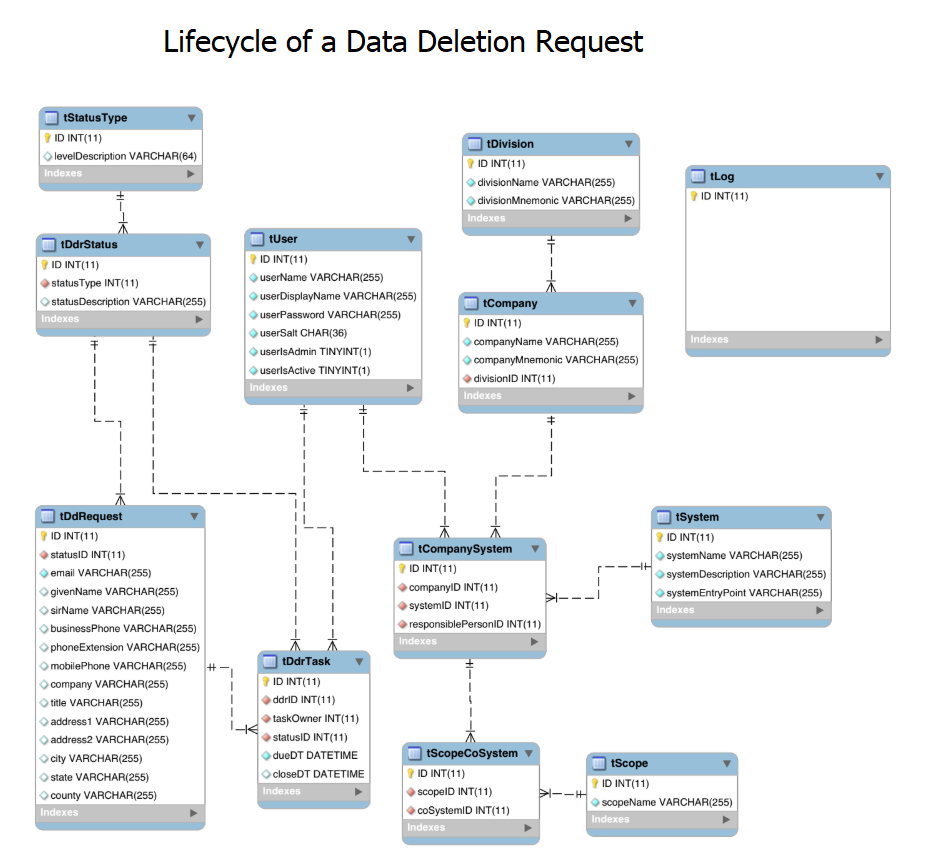 Lifecycle of a Data Deletion Request
tStatusType
ID INT(11)
levelDescription VARCHAR(64)
Indexes
tDivision
ID INT(11)
divisionName VARCHAR(255)
divisionMnemonic VARCHAR(255)
Indexes
tLog
ID INT(11)
Indexes
tDdrStatus
ID INT(11)
statusType INT(11)
statusDescription VARCHAR(255)
Indexes
tUser
ID INT(11)
userName VARCHAR(255)
userDisplayName VARCHAR(255)
userPassword VARCHAR(255)
userSalt CHAR(36)
userIsAdmin TINYINT(1)
userIsActive TINYINT(1)
Indexes
tCompany
ID INT(11)
companyName VARCHAR(255)
companyMnemonic VARCHAR(255)
divisionID INT(11)
Indexes
tDdRequest
ID INT(11)
statusID INT(11)
email VARCHAR(255)
givenName VARCHAR(255)
sirName VARCHAR(255)
businessPhone VARCHAR(255)
phoneExtension VARCHAR(255)
mobilePhone VARCHAR(255)
company VARCHAR(255)
title VARCHAR(255)
address1 VARCHAR(255)
address2 VARCHAR(255)
city VARCHAR(255)
state VARCHAR(255)
county VARCHAR(255)
Indexes
tDdrTask
ID INT(11)
ddrID INT(11)
taskOwner INT(11)
statusID INT(11)
dueDT DATETIME
closeDT DATETIME
Indexes
tCompanySystem
ID INT(11)
companyID INT(11)
systemID INT(11)
responsiblePersonID INT(11)
Indexes
tSystem
ID INT(11)
systemName VARCHAR(255)
systemDescription VARCHAR(255)
systemEntryPoint VARCHAR(255)
Indexes
tScopeCoSystem
ID INT(11)
scopeID INT(11)
coSystemID INT(11)
Indexes
tScope
ID INT(11)
scopeName VARCHAR(255)
Indexes